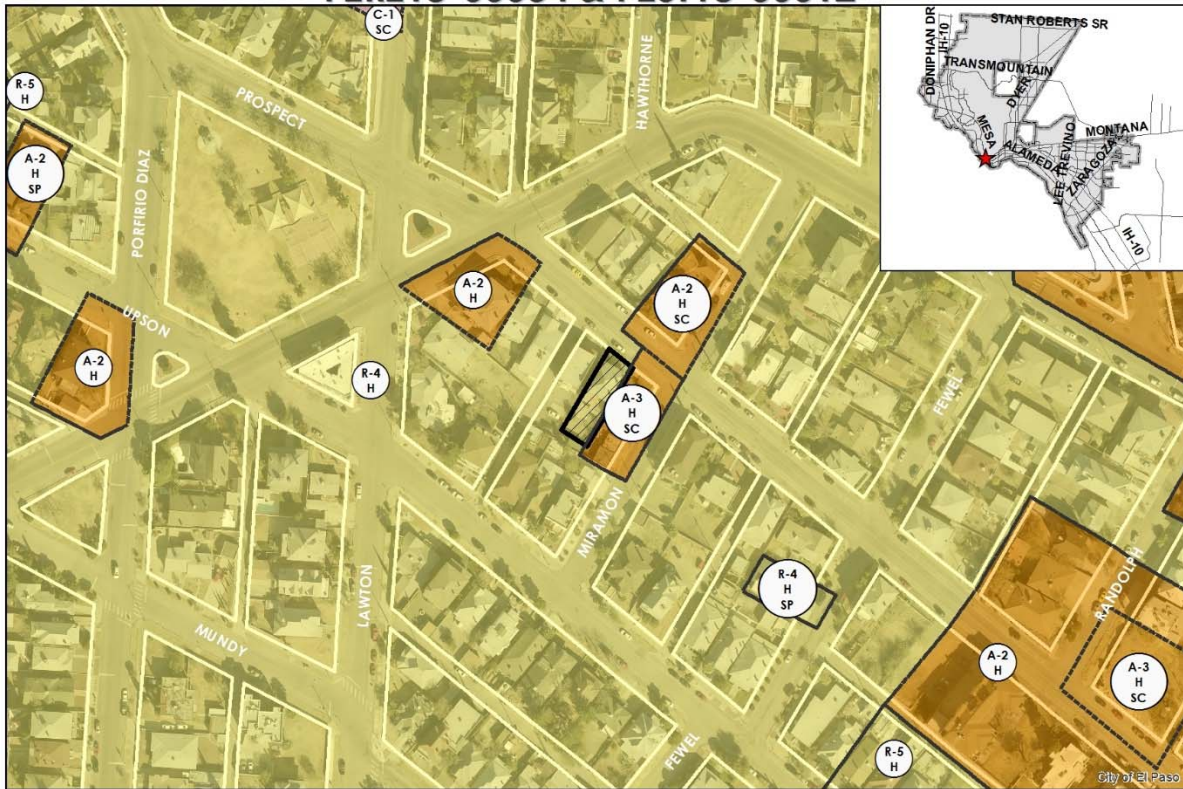 C-1
SC
R-5
H
A-2
H
SP
PROSPECT
HAWTHORNE
PORFIRIO DIAZ
UPSON
A-2
H
A-2
H
A-2
H
SC
R-4
H
A-3
H
SC
FEWEL
MIRAMON
LAWTON
MUNDY
R-4
H
SP
RANDOLPH
A-2
H
A-3
H
SC
FEWEL
R-5
H
City of El Paso
DONIPHAN DR
IH-10
STAN ROBERTS SR
TRANSMOUNTAIN
DYER
MESA
MONTANA
ALAMEDA
LEE TREVINO
ZARAGOZA
IH-10